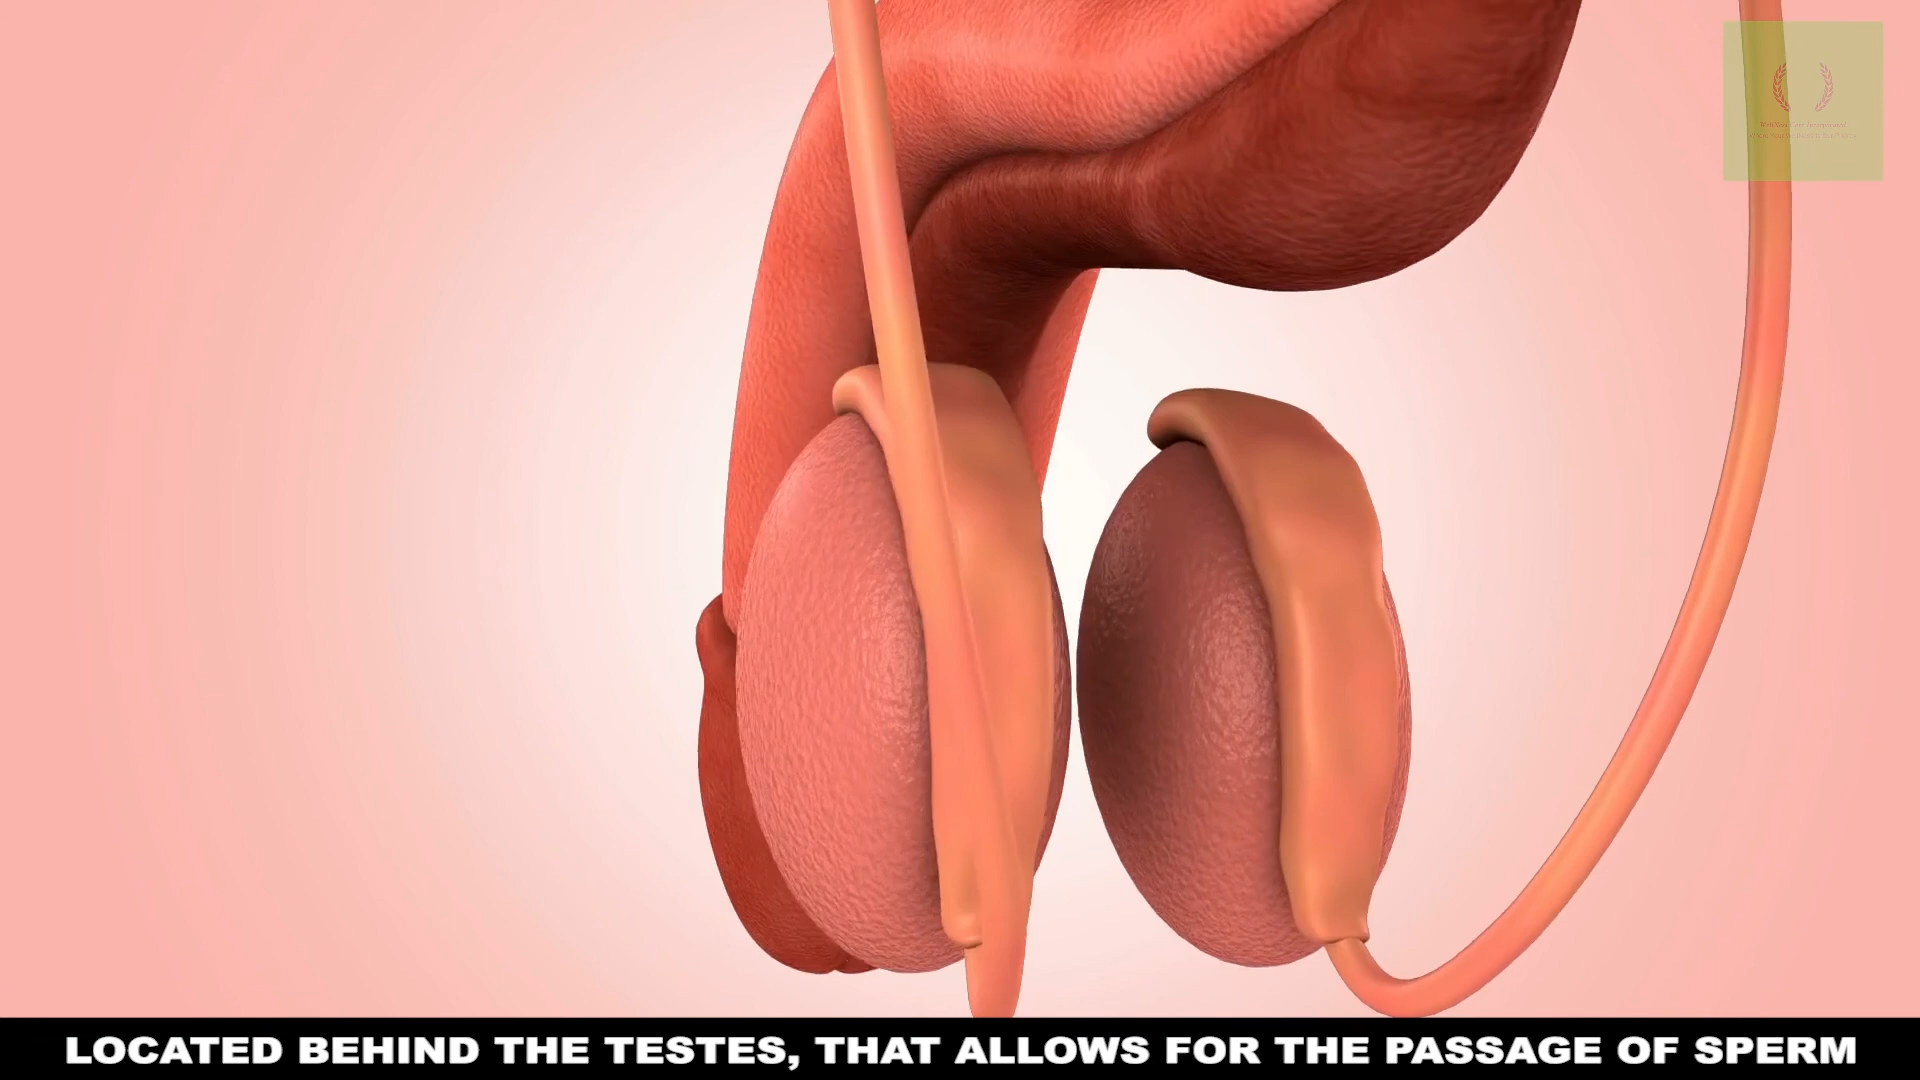 LOCATED BEHIND THE TESTES, THAT ALLOWS FOR THE PASSAGE OF SPERM